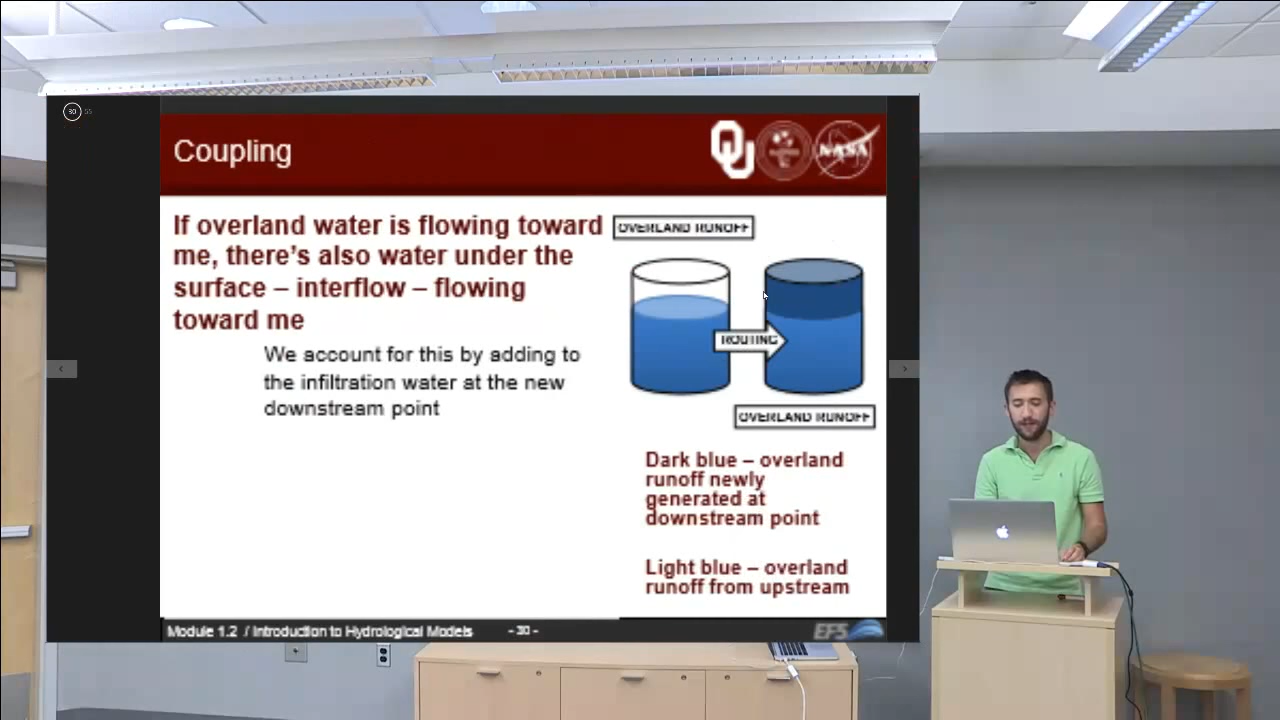 30 55
Coupling
NASA
If overland water is flowing toward
me, there's also water under the
surface – interflow – flowing
toward me
We account for this by adding to
the infiltration water at the new
downstream point
OVERLAND RUNOFF
ROUTING
OVERLAND RUNOFF
Dark blue – overland
runoff newly
generated at
downstream point
Light blue – overland
runoff from upstream
Module 1.2 / Introduction to Hydrological Models - 30 -
EF5